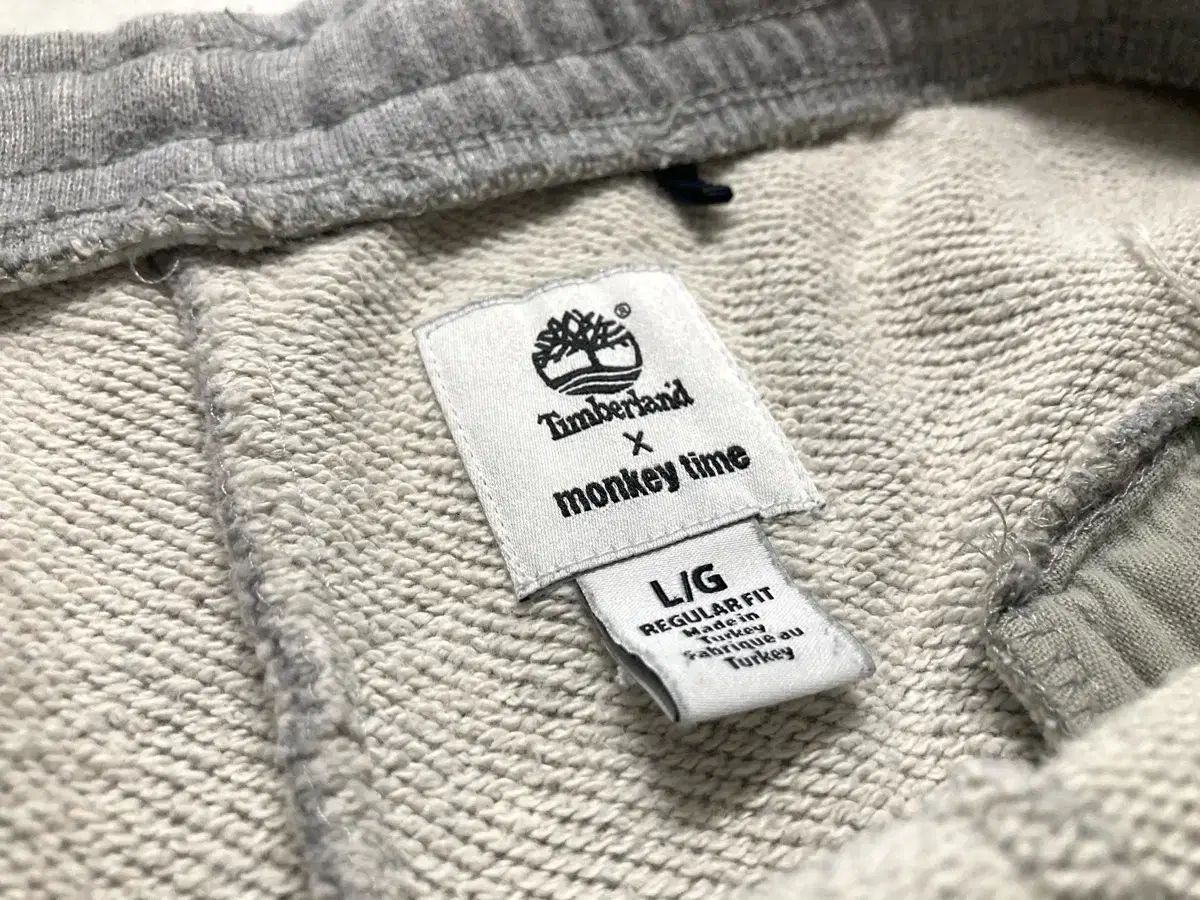 ®
Timberland
x
monkey time
L/G
REGULAR FIT
Made in
Turkey
Fabriqué au
Turkey